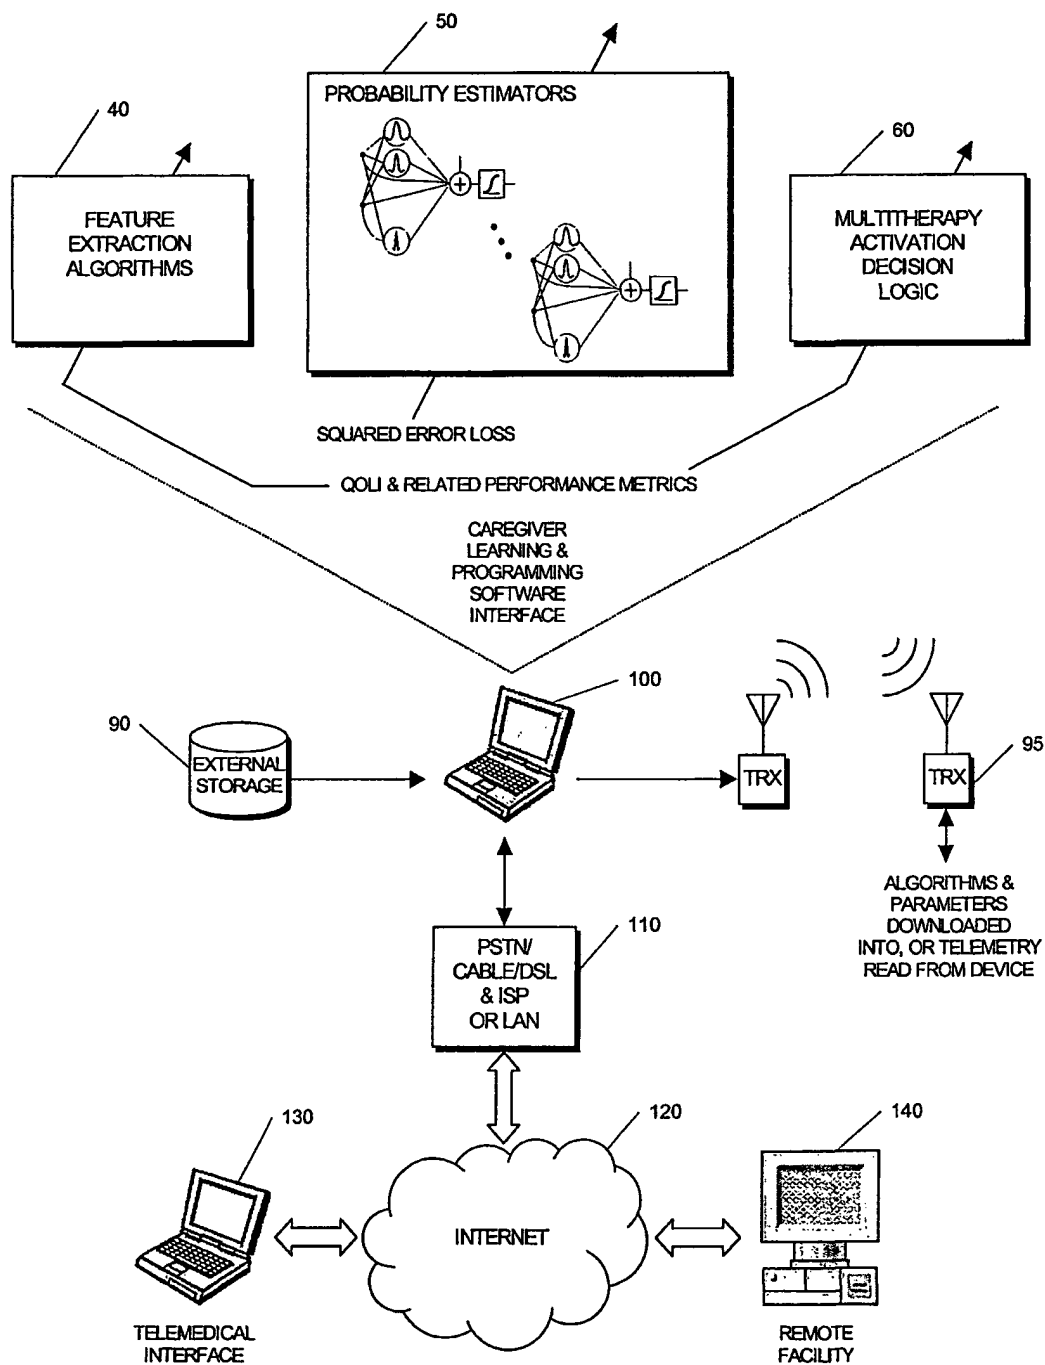 50
PROBABILITY ESTIMATORS
40
FEATURE
EXTRACTION
ALGORITHMS
60
MULTITHERAPY
ACTIVATION
DECISION
LOGIC
SQUARED ERROR LOSS
QOLI & RELATED PERFORMANCE METRICS
CAREGIVER
LEARNING &
PROGRAMMING
SOFTWARE
INTERFACE
90
EXTERNAL
STORAGE
100
TRX
TRX
95
ALGORITHMS &
PARAMETERS
DOWNLOADED
INTO, OR TELEMETRY
READ FROM DEVICE
110
PSTN/
CABLE/DSL
& ISP
OR LAN
120
INTERNET
130
TELEMEDICAL
INTERFACE
140
REMOTE
FACILITY